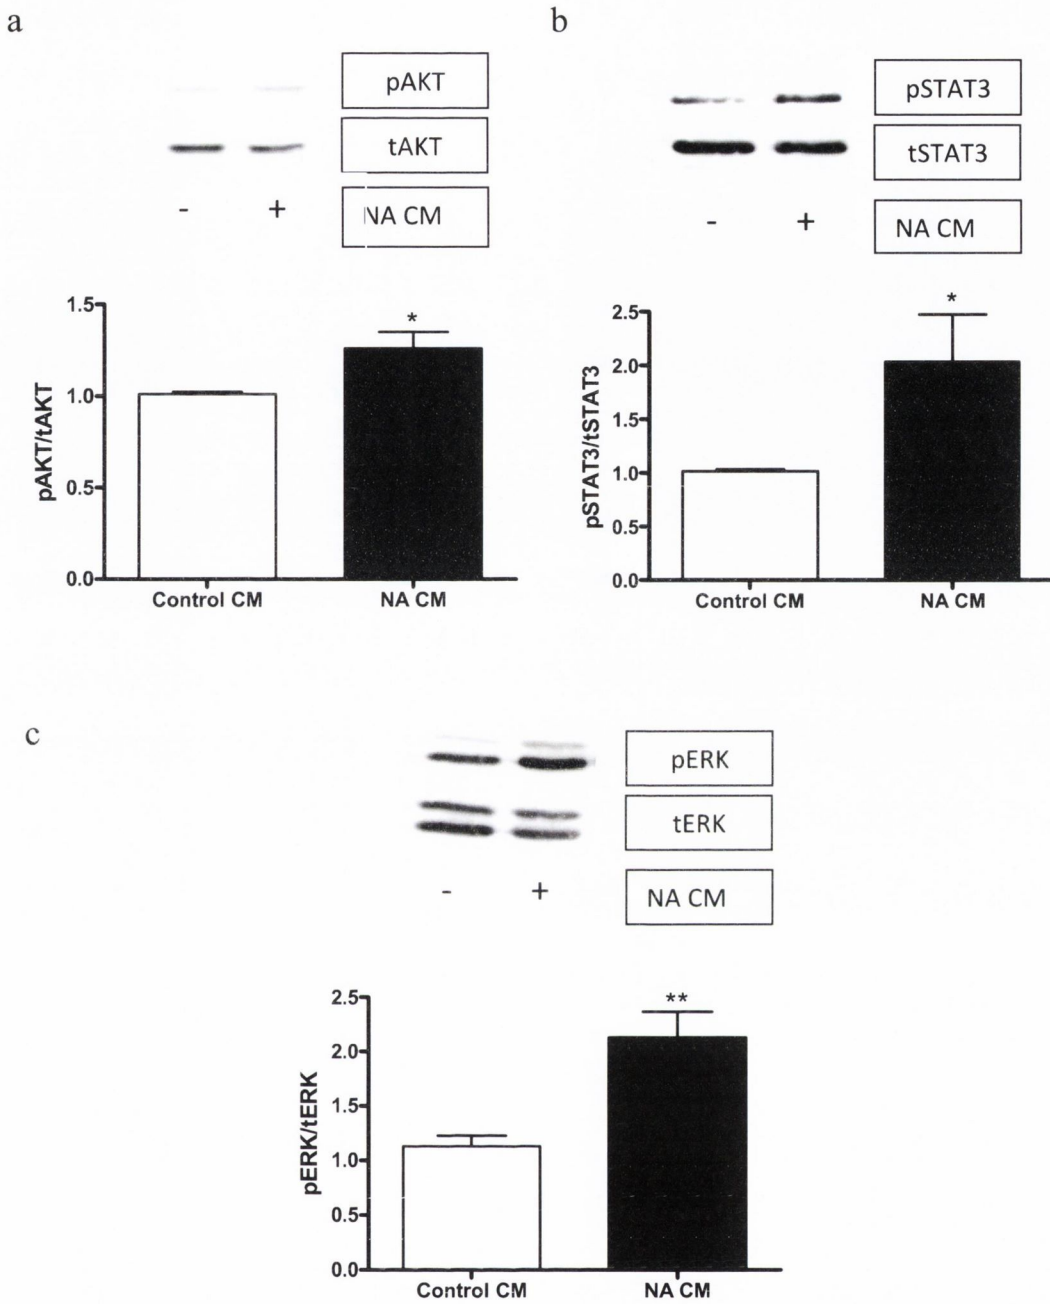 a
pAKT
tAKT
- + NA CM
1.5
1.0
0.5
0.0
pAKT/tAKT
Control CM NA CM
*
b
pSTAT3
tSTAT3
- + NA CM
2.5
2.0
1.5
1.0
0.5
0.0
pSTAT3/tSTAT3
Control CM NA CM
*
c
pERK
tERK
- + NA CM
2.5
2.0
1.5
1.0
0.5
0.0
pERK/tERK
Control CM NA CM
**